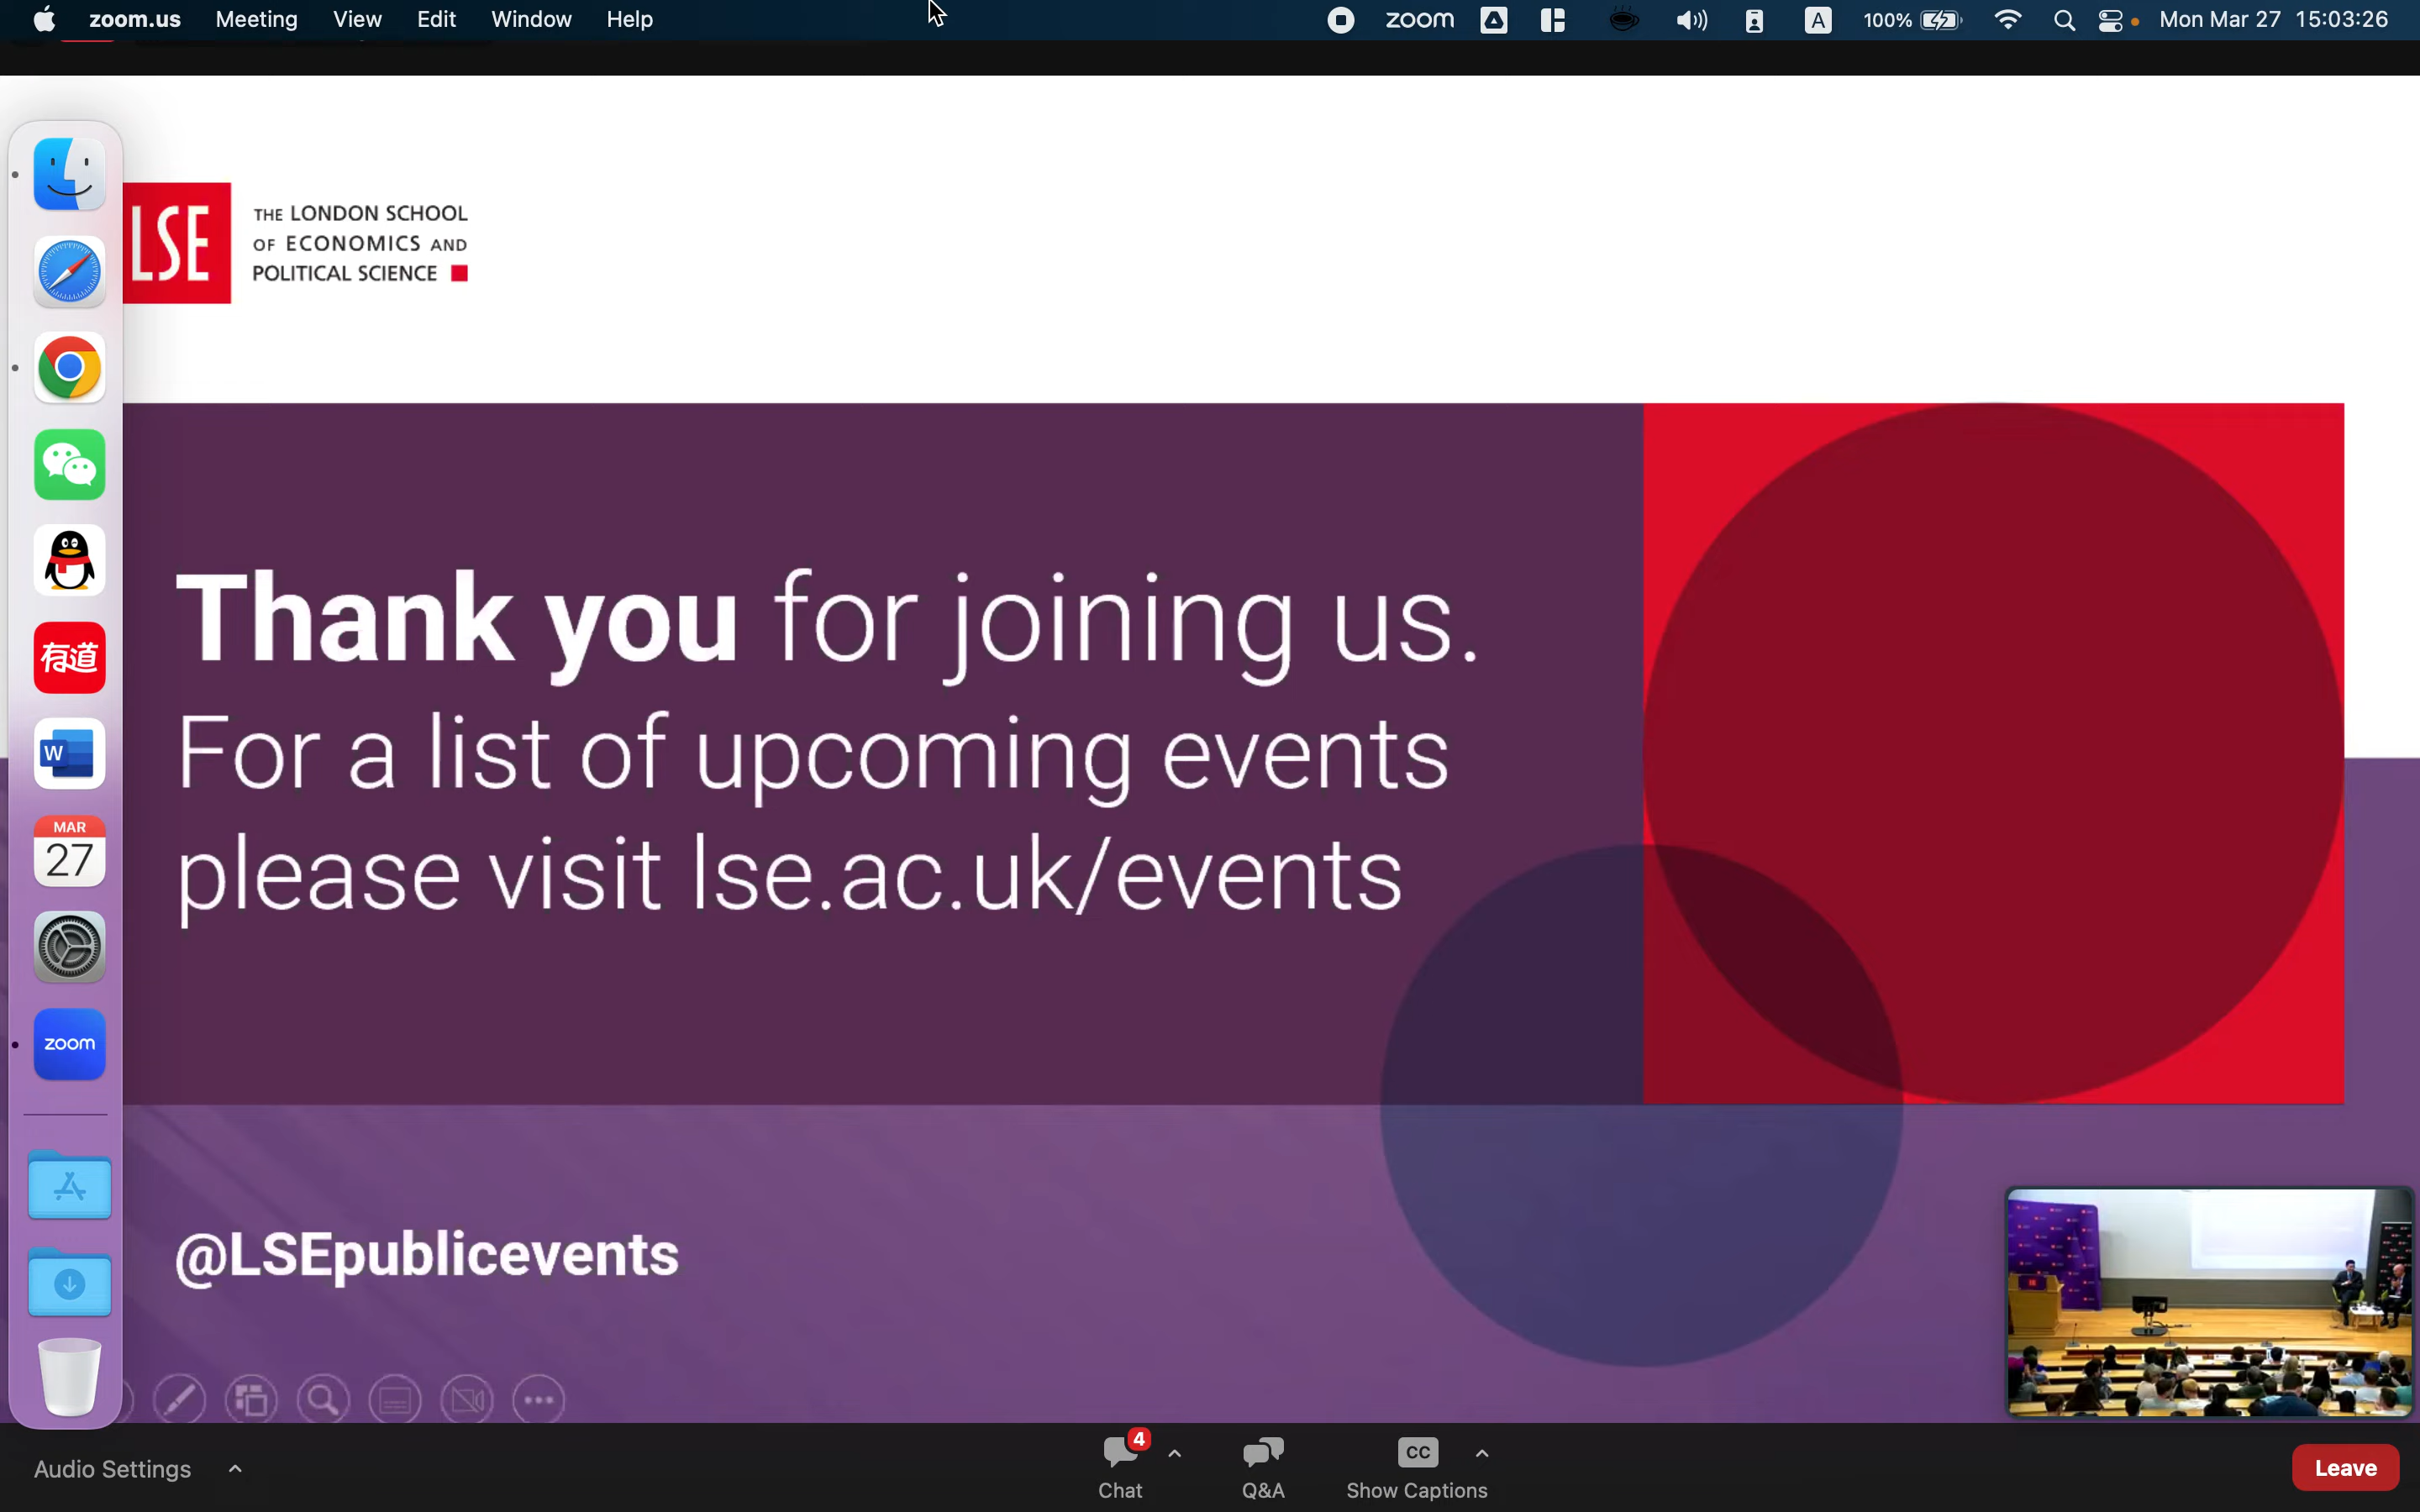 zoom.us Meeting View Edit Window Help zoom A 100% Mon Mar 27 15:03:26
LSE
THE LONDON SCHOOL
OF ECONOMICS AND
POLITICAL SCIENCE
有道
W
MAR
27
zoom
Thank you for joining us.
For a list of upcoming events
please visit lse.ac.uk/events
@LSEpublicevents
Audio Settings
4
Chat
Q&A
CC
Show Captions
Leave